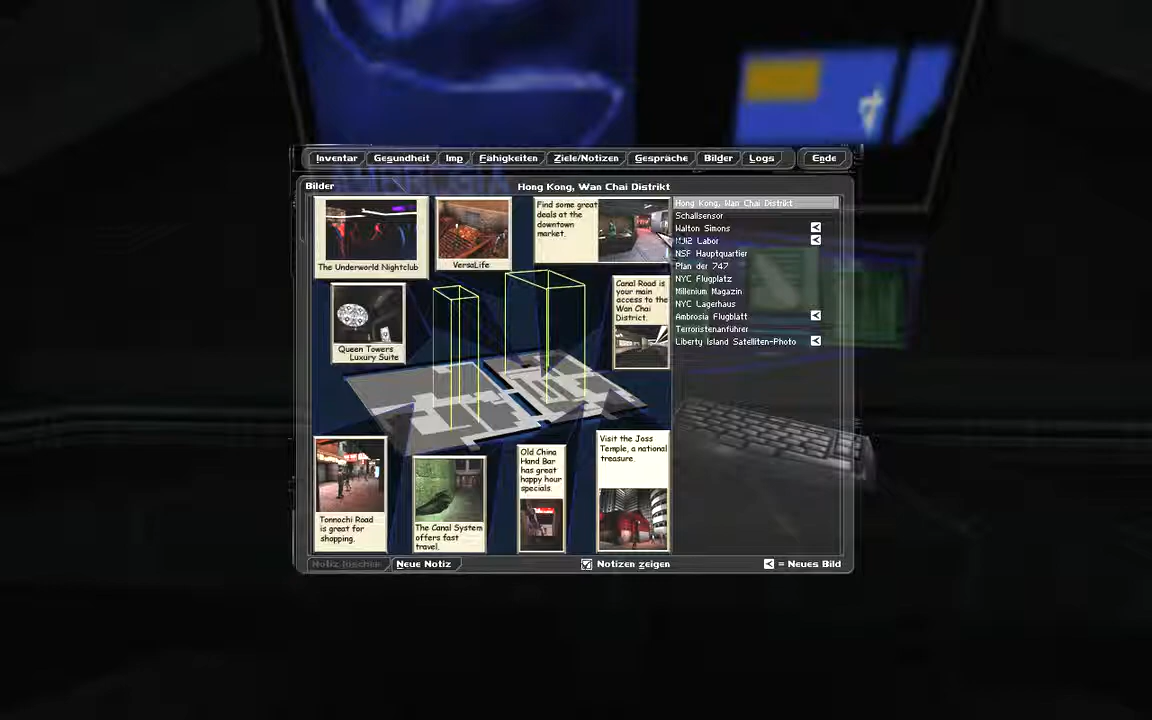 Inventar
Gesundheit
Imp
Fähigkeiten
Ziele/Notizen
Gespräche
Bilder
Logs
Ende
Bilder
Hong Kong, Wan Chai Distrikt
The Underworld Nightclub
VersaLife
Find some great
deals at the
downtown
market.
Queen Towers
Luxury Suite
Canal Road is
your main
access to the
Wan Chai
District.
Tonnochi Road
is great for
shopping.
The Canal System
offers fast
travel.
Old China
Hand Bar
has great
happy hour
specials.
Visit the Joss
Temple, a national
treasure.
Hong Kong, Wan Chai Distrikt
Schallsensor
Walton Simons
MJ12 Labor
NSF Hauptquartier
Plan der 747
NYC Flugplatz
Millenium Magazin
NYC Lagerhaus
Ambrosia Flugblatt
Terroristenanführer
Liberty Island Satelliten-Photo
Notiz löschen
Neue Notiz
Notizen zeigen
= Neues Bild